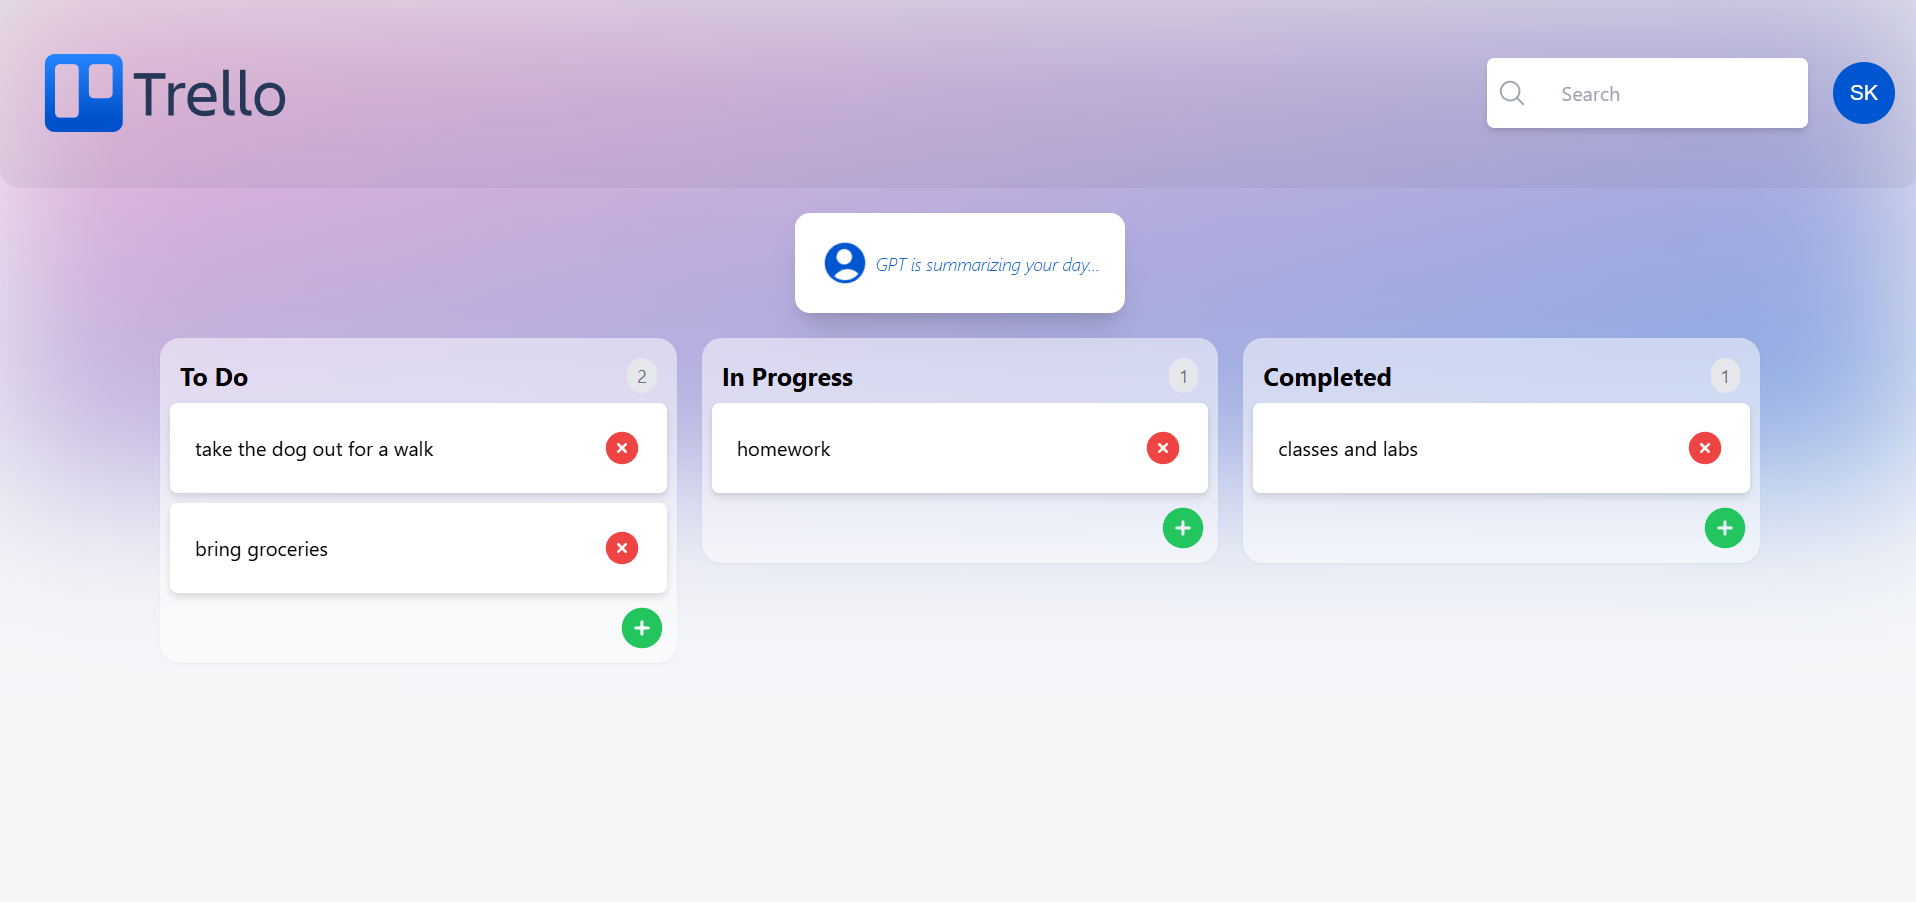 Trello
Search
SK
GPT is summarizing your day...
To Do
2
take the dog out for a walk
bring groceries
In Progress
1
homework
Completed
1
classes and labs